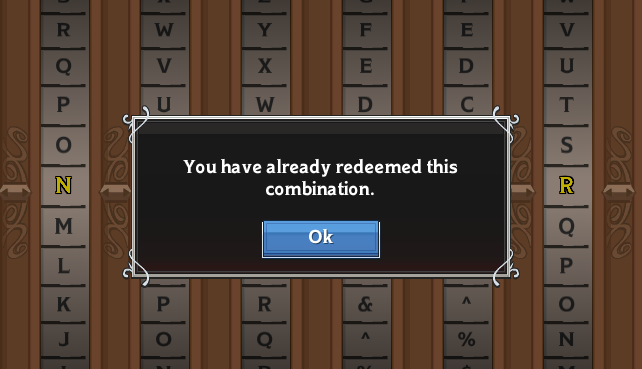 R W Y F E V
Q V X E D U
P U W D C T
O S
You have already redeemed this
combination.
N R
M Q
Ok
L P
K P R & ^ O
J O Q ^ % N